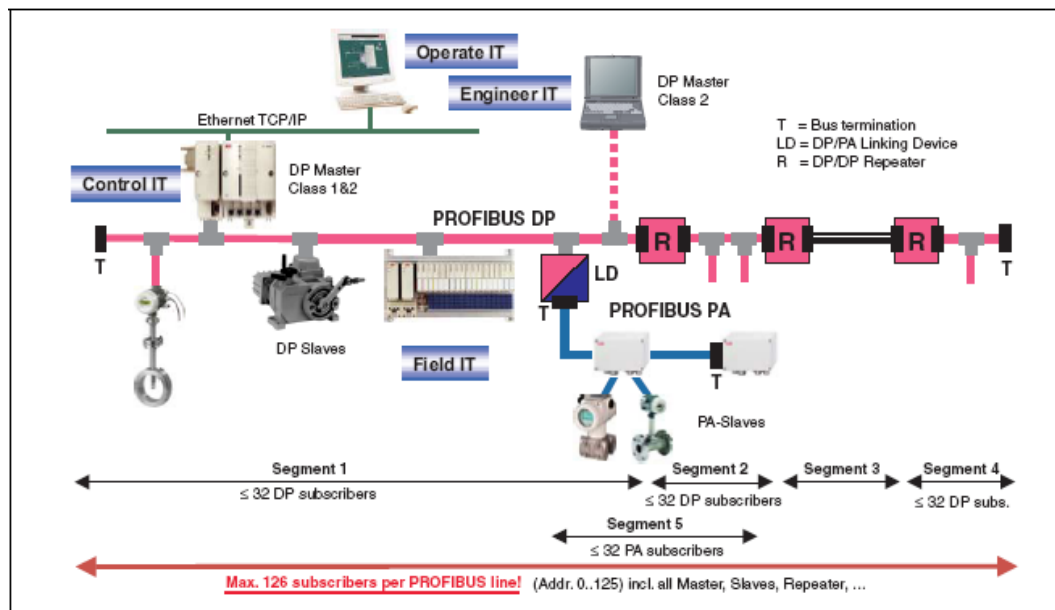 Operate IT
Engineer IT
DP Master
Class 2
Ethernet TCP/IP
T = Bus termination
LD = DP/PA Linking Device
R = DP/DP Repeater
DP Master
Class 1&2
Control IT
PROFIBUS DP
R
R
R
T
T
LD
T
PROFIBUS PA
DP Slaves
Field IT
T
PA-Slaves
Segment 1
≤ 32 DP subscribers
Segment 2
≤ 32 DP subscribers
Segment 3
Segment 4
≤ 32 DP subs.
Segment 5
≤ 32 PA subscribers
Max. 126 subscribers per PROFIBUS line! (Addr. 0..125) incl. all Master, Slaves, Repeater, ...